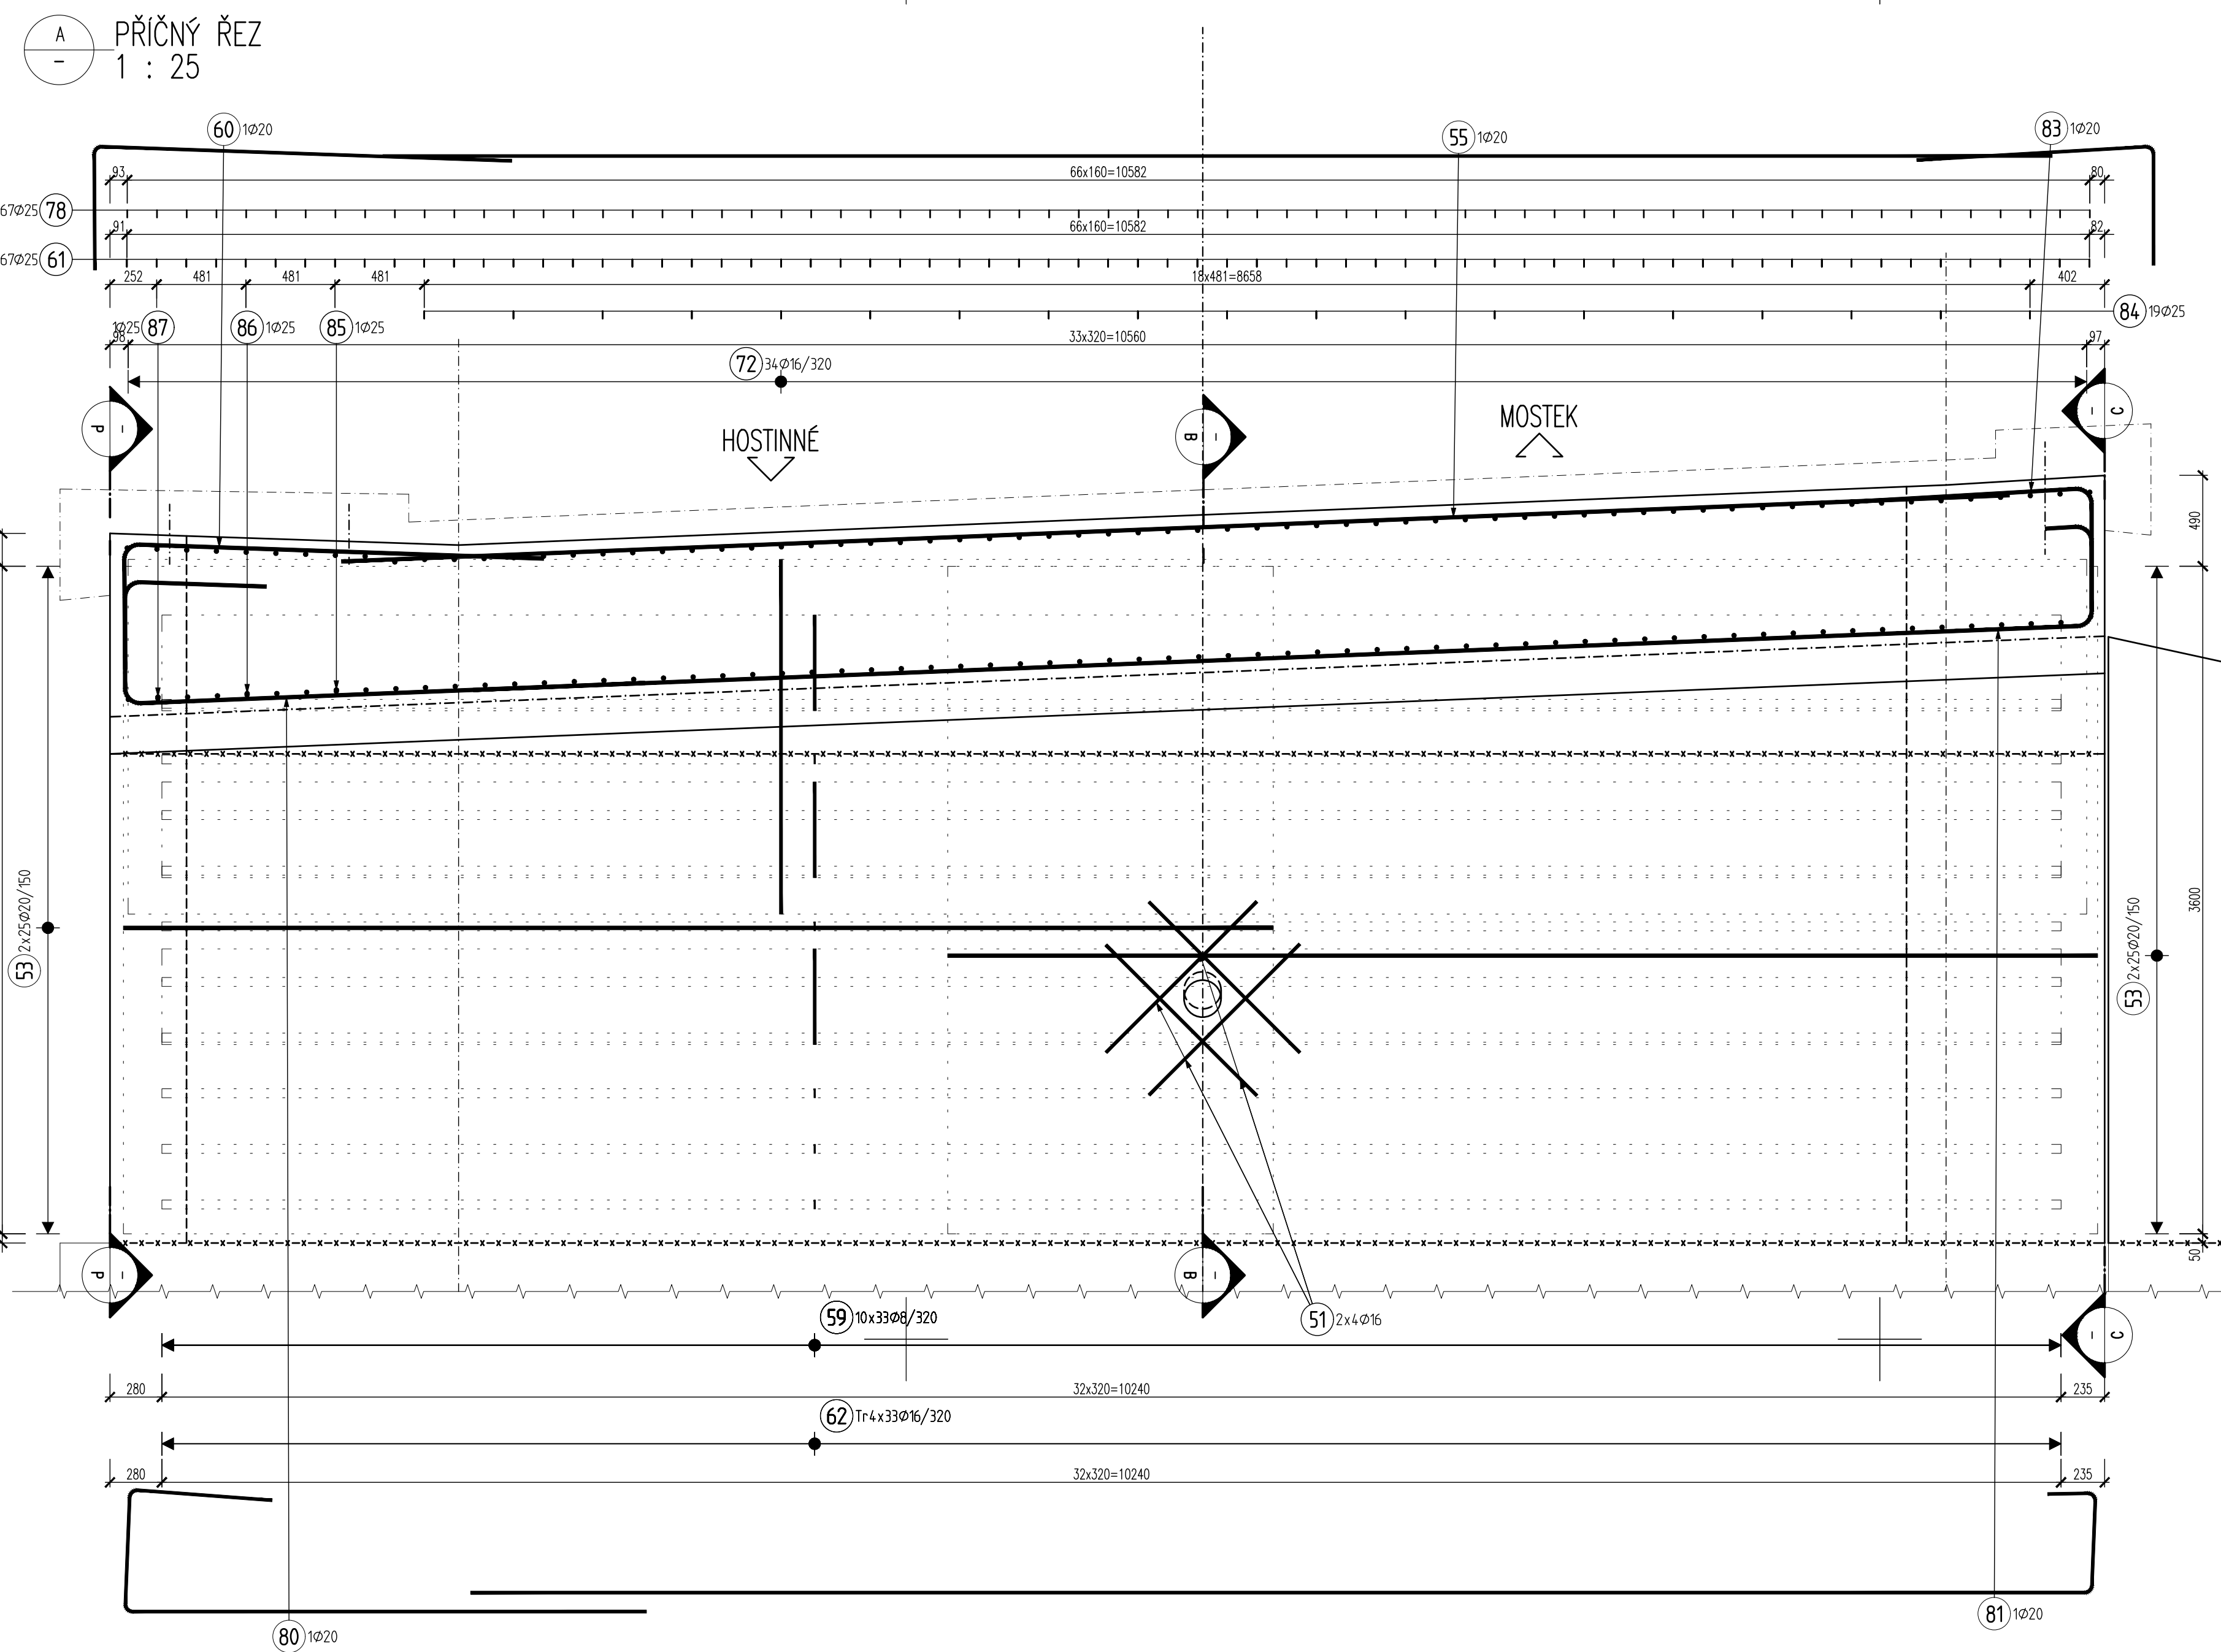 A
–
PŘÍČNÝ ŘEZ
1 : 25
60 1Ø20
55 1Ø20
83 1Ø20
93
66x160=10582
80
67Ø25 78
91
66x160=10582
82
67Ø25 61
252
481
481
481
18x481=8658
402
1Ø25 87
86 1Ø25
85 1Ø25
84 19Ø25
98
33x320=10560
97
72 34Ø16/320
P
–
HOSTINNÉ
B
–
MOSTEK
–
C
490
53 2x25Ø20/150
3600
53 2x25Ø20/150
50
P
–
B
–
59 10x33Ø8/320
51 2x4Ø16
–
C
280
32x320=10240
235
62 Tr4x33Ø16/320
280
32x320=10240
235
80 1Ø20
81 1Ø20